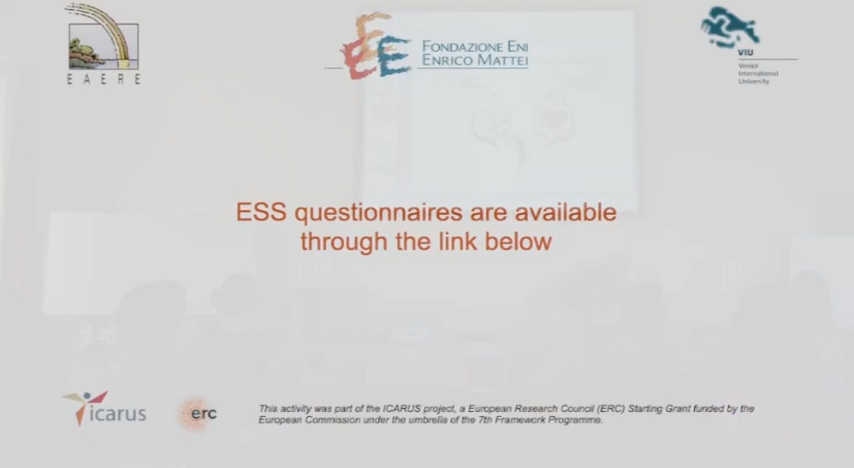 EAERE
FONDAZIONE ENI
ENRICO MATTEI
VIU
Venice
International
University
ESS questionnaires are available
through the link below
icarus
erc
This activity was part of the ICARUS project, a European Research Council (ERC) Starting Grant funded by the
European Commission under the umbrella of the 7th Framework Programme.